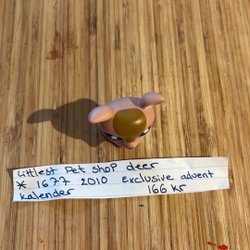 Littlest Pet shop deer
* 1677 2010 exclusive advent
kalender 166 kr